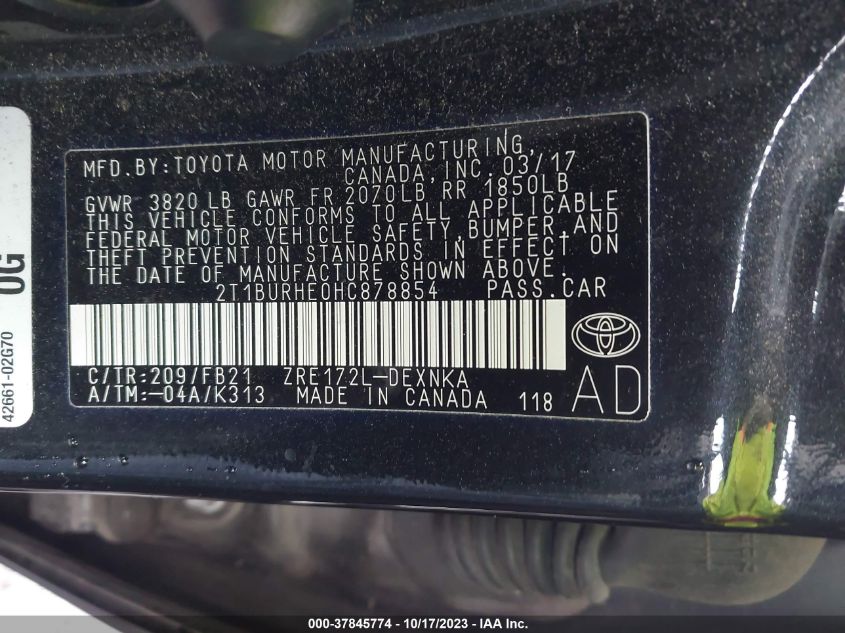 MFD. BY: TOYOTA MOTOR MANUFACTURING,
CANADA, INC. 03/17
GVWR 3820 LB GAWR FR 2070LB RR 1850LB
THIS VEHICLE CONFORMS TO ALL APPLICABLE
FEDERAL MOTOR VEHICLE SAFETY, BUMPER, AND
THEFT PREVENTION STANDARDS IN EFFECT ON
THE DATE OF MANUFACTURE SHOWN ABOVE.
2T1BURHE0HC878854 PASS. CAR
C/TR: 209/FB21 ZRE172L-DEXNKA
A/TM: -04A/K313 MADE IN CANADA 118 AD
0G
42661-02G70
000-37845774 - 10/17/2023 - IAA Inc.